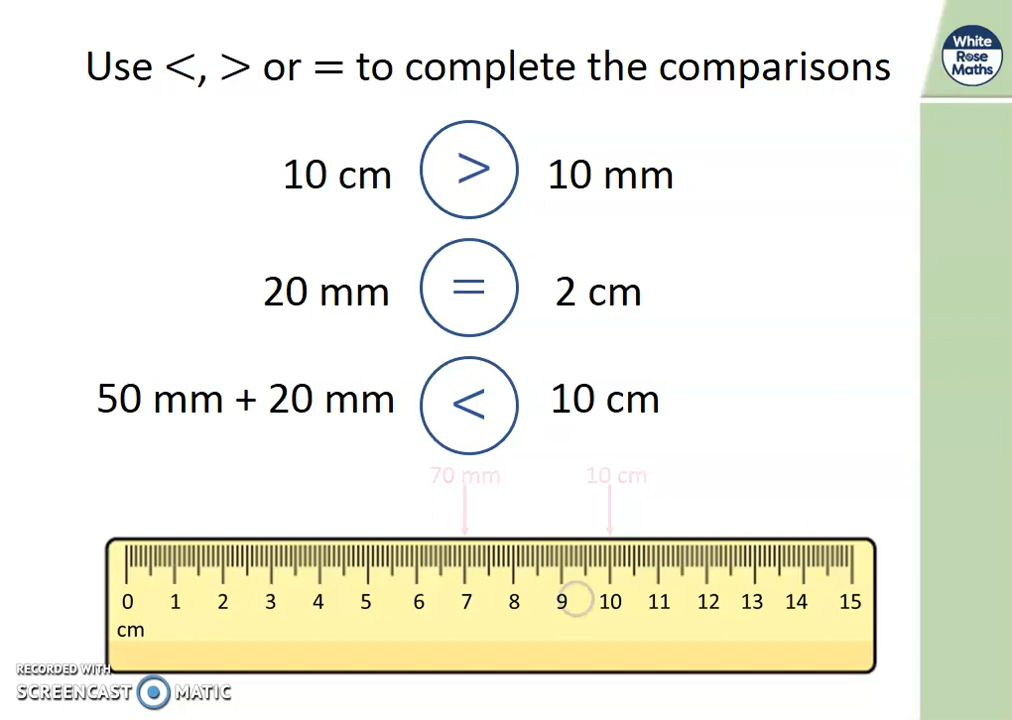 Use <, > or = to complete the comparisons
White
Rose
Maths
10 cm > 10 mm
20 mm = 2 cm
50 mm + 20 mm < 10 cm
70 mm 10 cm
0 1 2 3 4 5 6 7 8 9 10 11 12 13 14 15
cm
RECORDED WITH
SCREENCAST MATIC